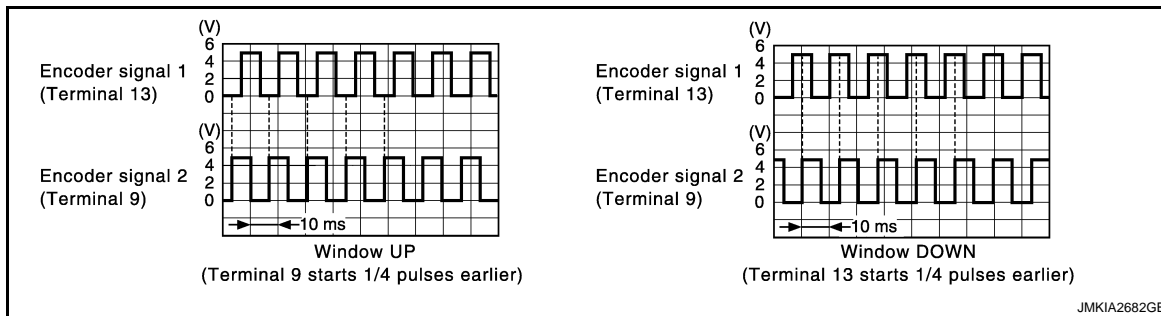 (V)
6
4
2
0
Encoder signal 1
(Terminal 13)
(V)
6
4
2
0
Encoder signal 2
(Terminal 9)
10 ms
Window UP
(Terminal 9 starts 1/4 pulses earlier)
(V)
6
4
2
0
Encoder signal 1
(Terminal 13)
(V)
6
4
2
0
Encoder signal 2
(Terminal 9)
10 ms
Window DOWN
(Terminal 13 starts 1/4 pulses earlier)
JMKIA2682GB